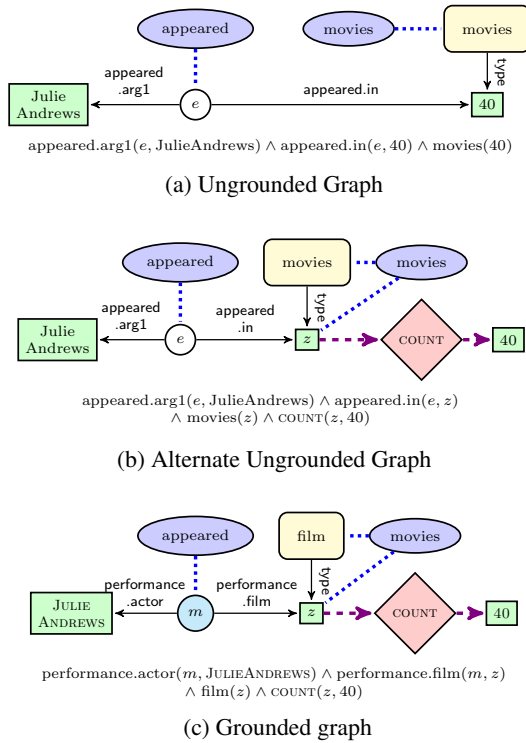 appeared
movies
movies
appeared
.arg1
appeared.in
type
Julie
Andrews
e
40
appeared.arg1(e, JulieAndrews) ∧ appeared.in(e, 40) ∧ movies(40)
(a) Ungrounded Graph
appeared
movies
movies
appeared
.arg1
appeared
.in
type
Julie
Andrews
e
z
COUNT
40
appeared.arg1(e, JulieAndrews) ∧ appeared.in(e, z)
∧ movies(z) ∧ COUNT(z, 40)
(b) Alternate Ungrounded Graph
appeared
film
movies
performance
.actor
performance
.film
type
JULIE
ANDREWS
m
z
COUNT
40
performance.actor(m, JULIEANDREWS) ∧ performance.film(m, z)
∧ film(z) ∧ COUNT(z, 40)
(c) Grounded graph